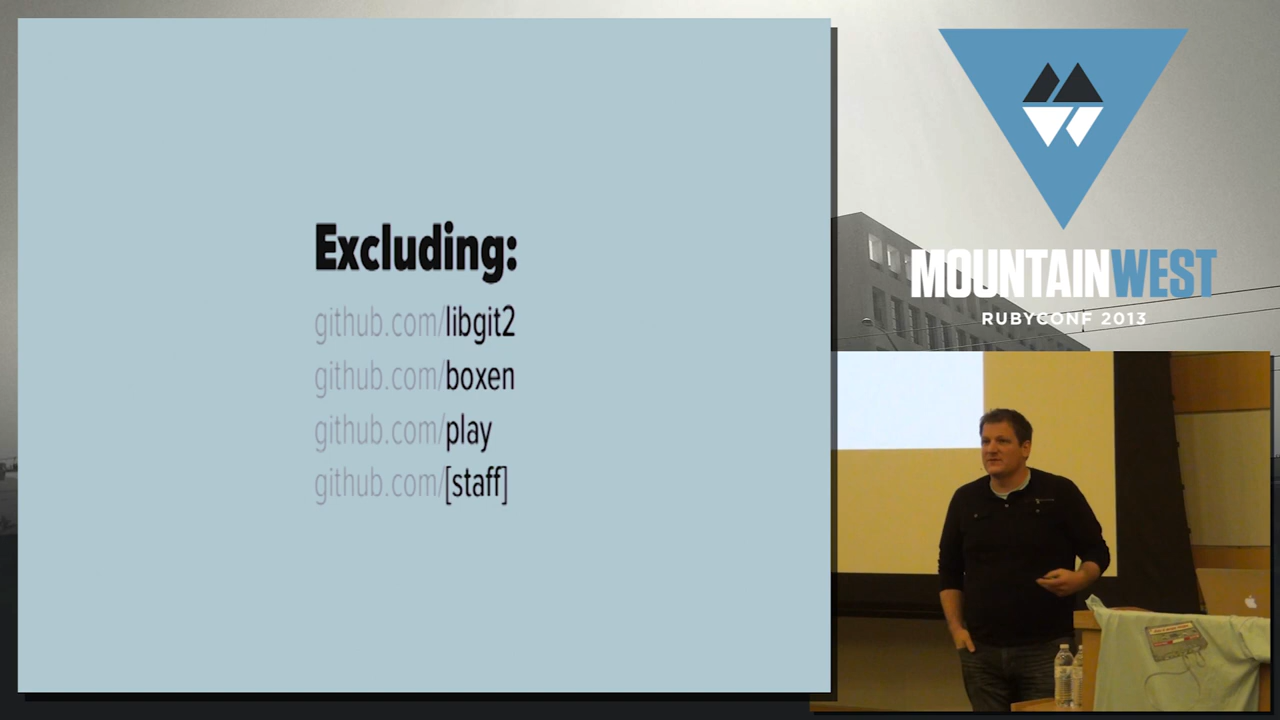 Excluding:
github.com/libgit2
github.com/boxen
github.com/play
github.com/[staff]
MOUNTAINWEST
RUBYCONF 2013